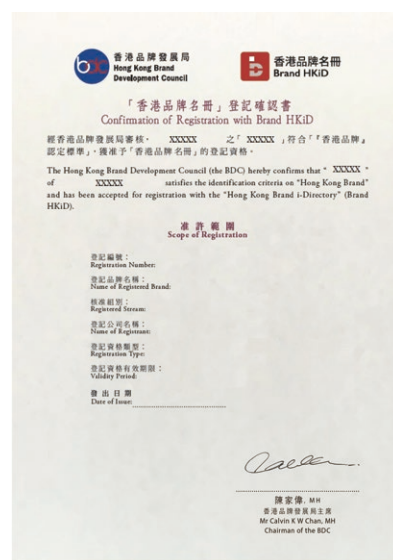 bdc
香港品牌發展局
Hong Kong Brand
Development Council
香港品牌名冊
Brand HKiD
「香港品牌名冊」登記確認書
Confirmation of Registration with Brand HKiD
經香港品牌發展局審核, XXXXX 之「 XXXXX 」符合「『香港品牌』
認定標準」,獲准予「香港品牌名冊」的登記資格。
The Hong Kong Brand Development Council (the BDC) hereby confirms that " XXXXX "
of XXXXX satisfies the identification criteria on "Hong Kong Brand"
and has been accepted for registration with the "Hong Kong Brand i-Directory" (Brand
HKiD).
准許範圍
Scope of Registration
登記編號:
Registration Number:
登記品牌名稱:
Name of Registered Brand:
核准組別:
Registered Stream:
登記公司名稱:
Name of Registrant:
登記資格類型:
Registration Type:
登記資格有效期限:
Validity Period:
發出日期
Date of Issue:
陳家偉, MH
香港品牌發展局主席
Mr Calvin K W Chan, MH
Chairman of the BDC